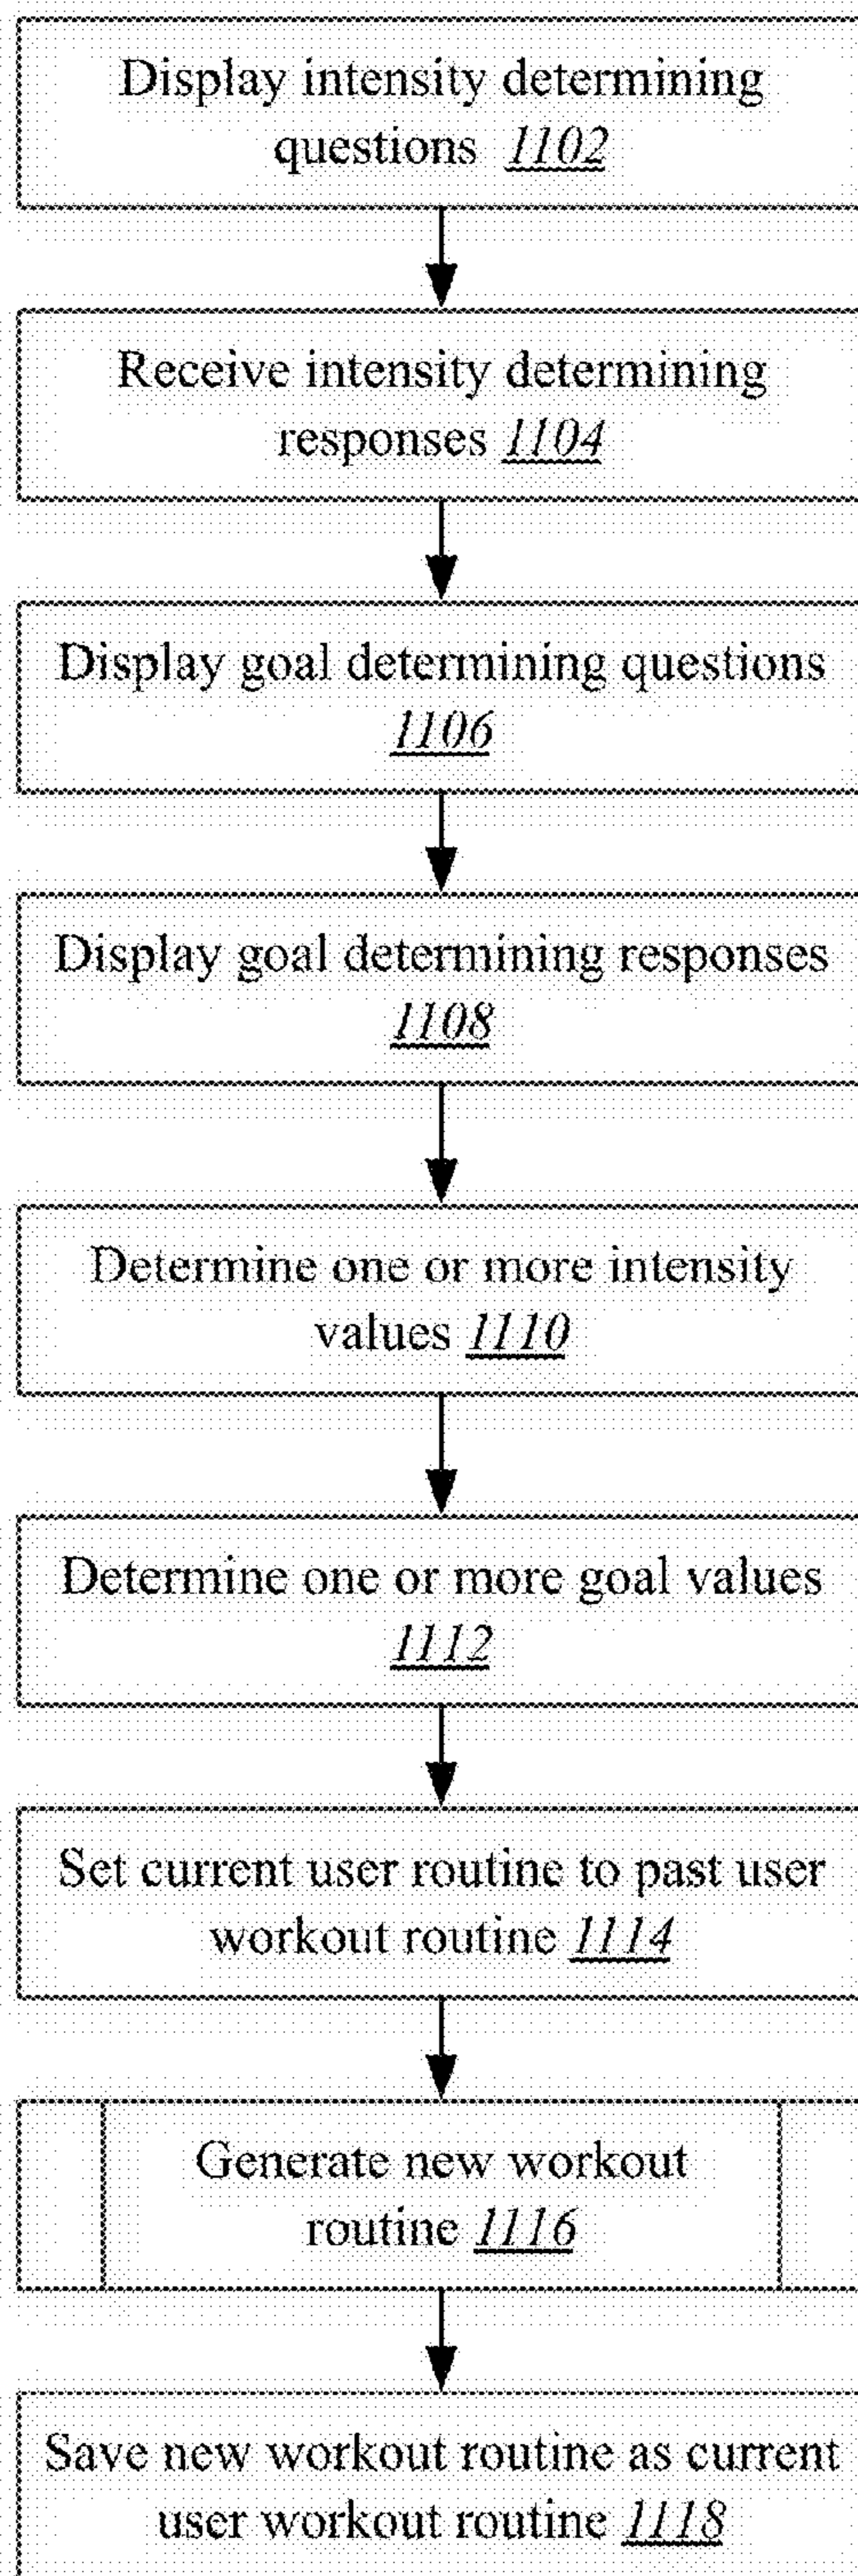 Display intensity determining
questions 1102
Receive intensity determining
responses 1104
Display goal determining questions
1106
Display goal determining responses
1108
Determine one or more intensity
values 1110
Determine one or more goal values
1112
Set current user routine to past user
workout routine 1114
Generate new workout
routine 1116
Save new workout routine as current
user workout routine 1118